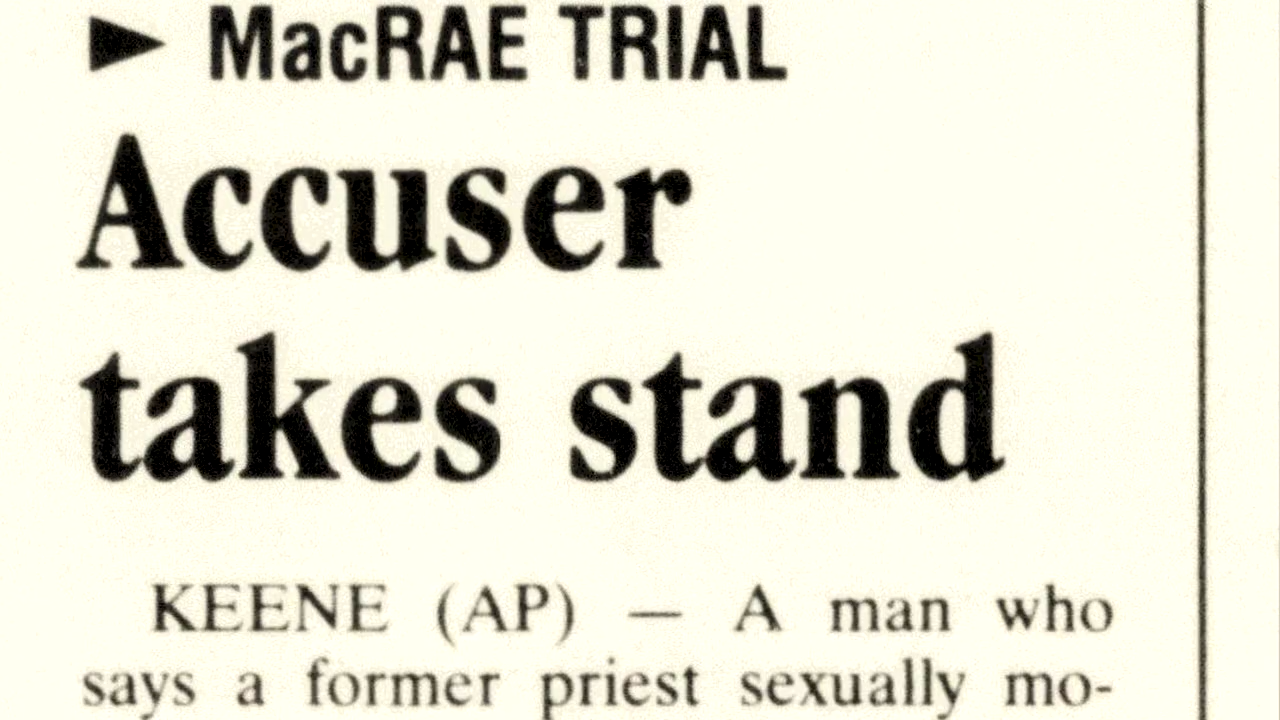 ► MacRAE TRIAL
Accuser
takes stand
KEENE (AP) — A man who
says a former priest sexually mo-